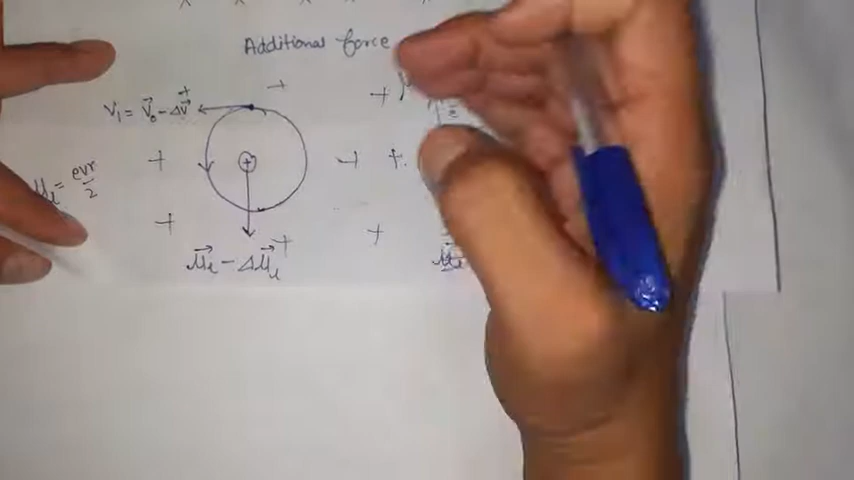 Additional force
V₁ = V⃗₀ - ΔV⃗
μₗ = evr/2
μ⃗ₗ - Δμ⃗ₗ